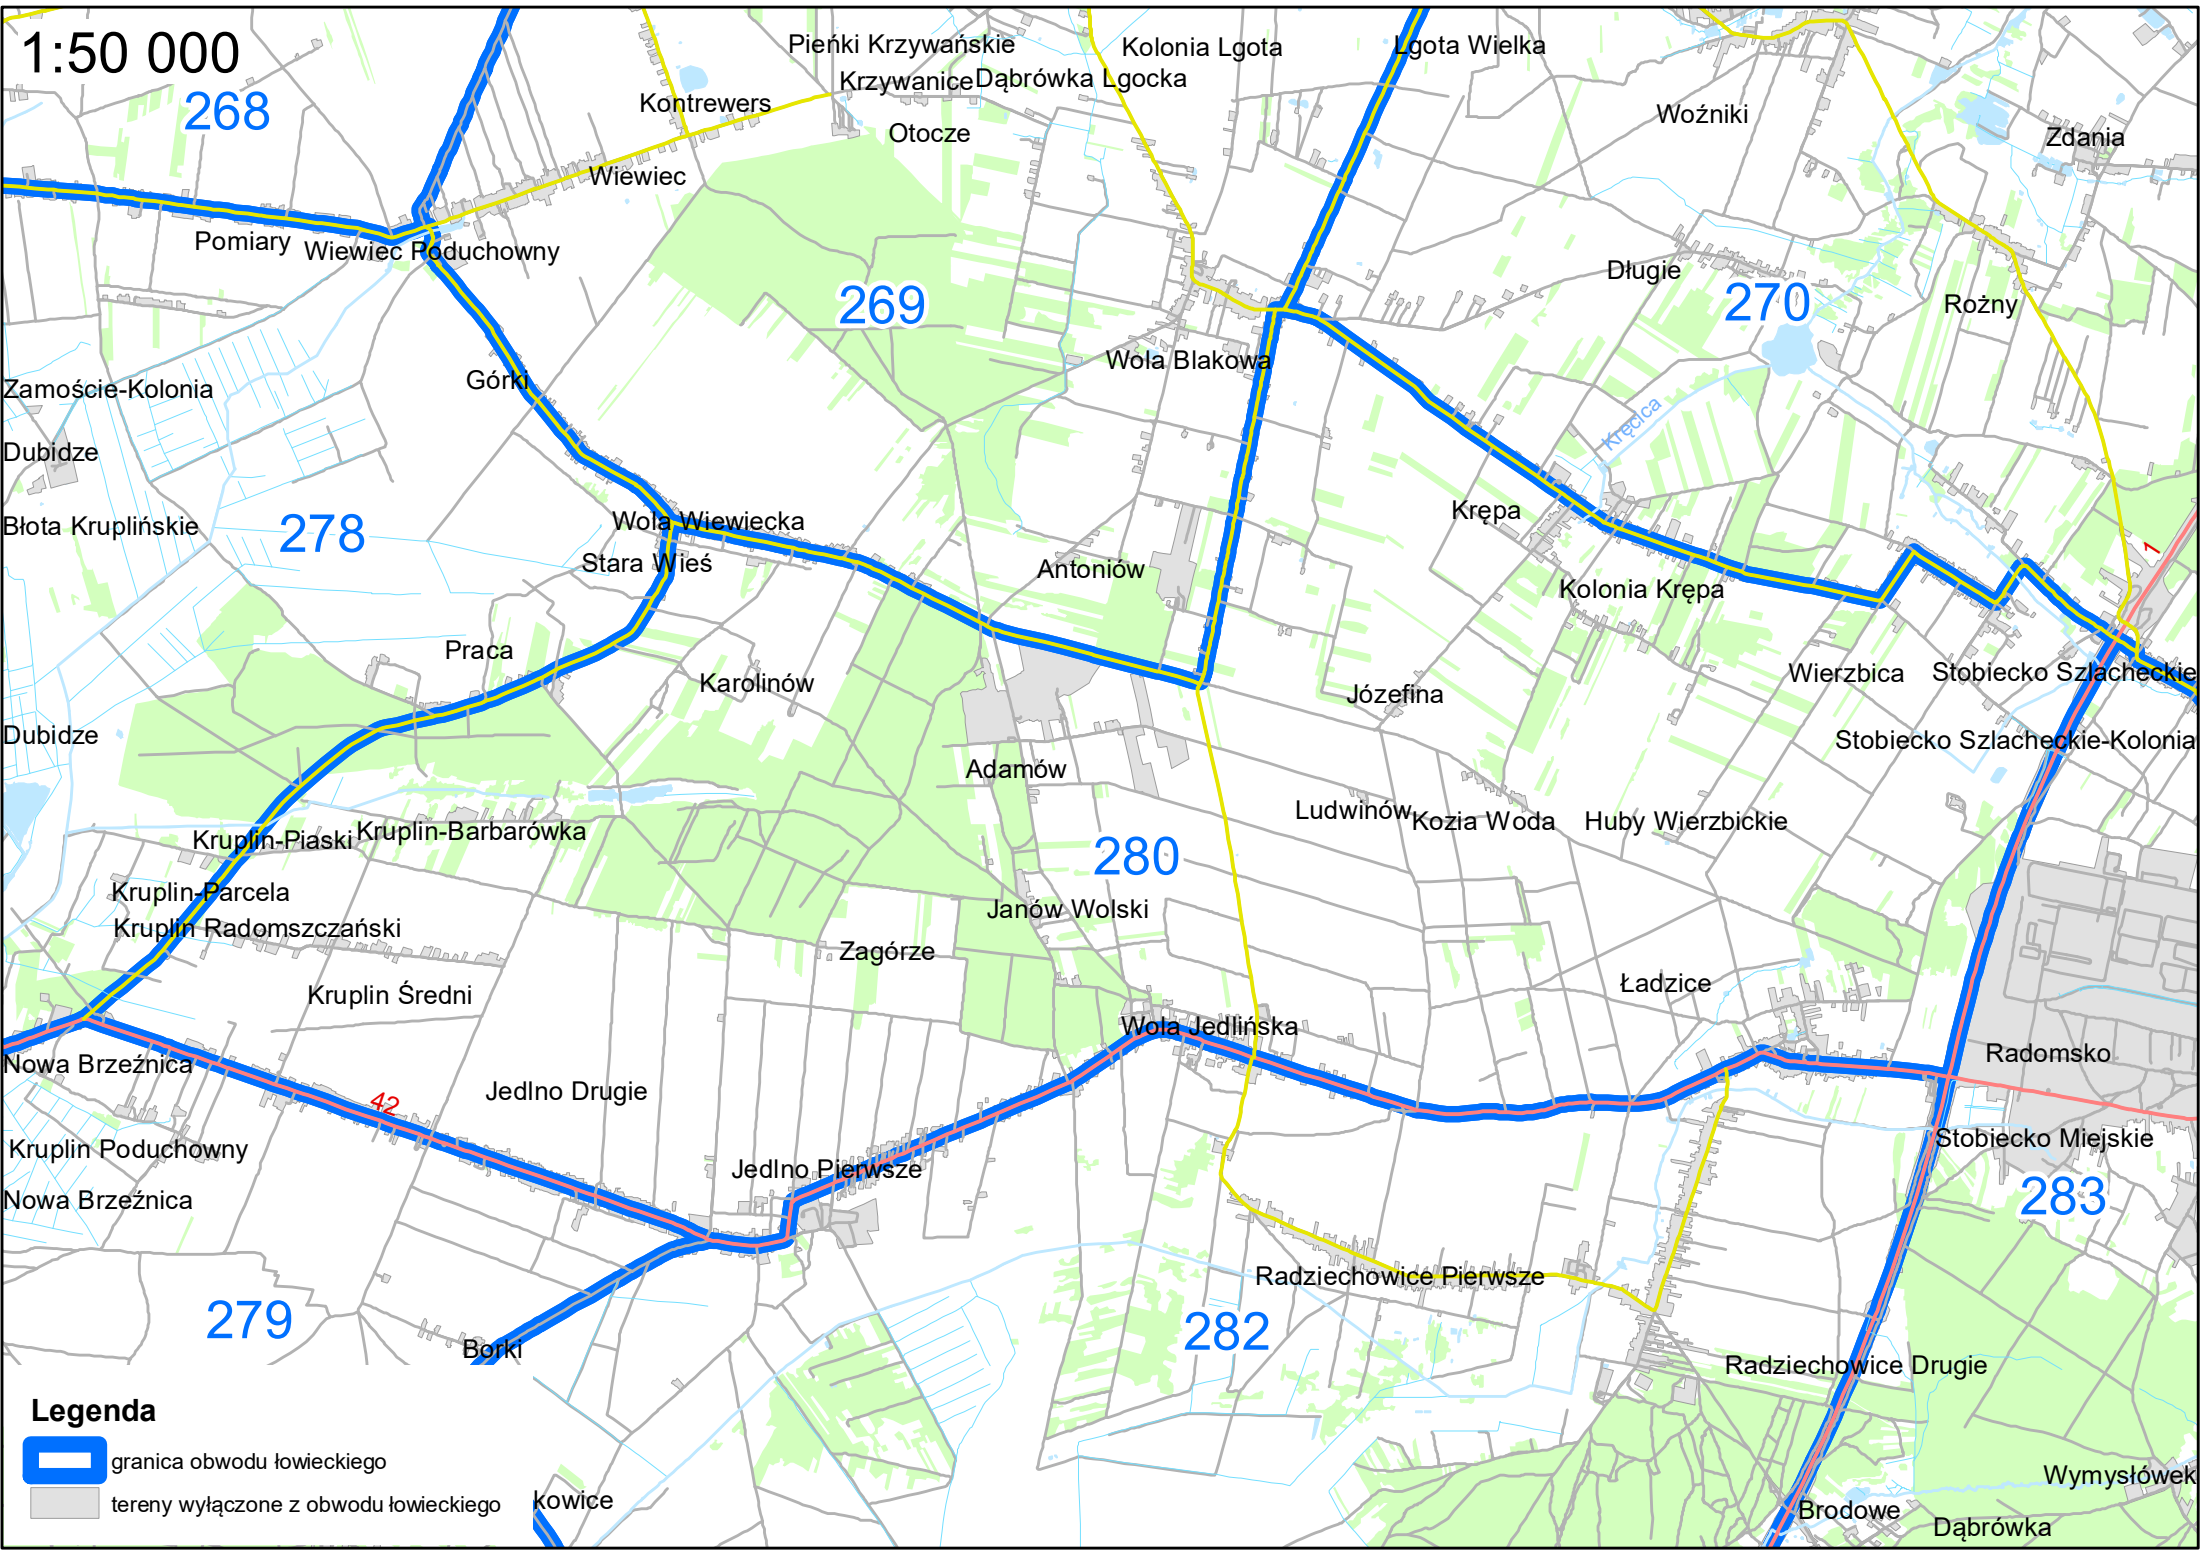 1:50 000
Pieńki Krzywańskie
Kolonia Lgota
Lgota Wielka
Krzywanice
Dąbrówka Lgocka
268
Kontrewers
Otocze
Woźniki
Zdania
Wiewiec
Pomiary
Wiewiec Poduchowny
Długie
269
270
Rożny
Wola Blakowa
Górki
Zamoście-Kolonia
Kręcica
Dubidze
Krępa
Wola Wiewiecka
Błota Kruplińskie
278
1
Stara Wieś
Antoniów
Kolonia Krępa
Praca
Karolinów
Józefina
Wierzbica
Stobiecko Szlacheckie
Dubidze
Stobiecko Szlacheckie-Kolonia
Adamów
Ludwinów
Kozia Woda
Huby Wierzbickie
Kruplin-Piaski
Kruplin-Barbarówka
280
Kruplin-Parcela
Janów Wolski
Kruplin Radomszczański
Zagórze
Kruplin Średni
Ładzice
Wola Jedlińska
Nowa Brzeźnica
Radomsko
Jedlno Drugie
42
Kruplin Poduchowny
Stobiecko Miejskie
Jedlno Pierwsze
Nowa Brzeźnica
283
Radziechowice Pierwsze
279
282
Borki
Radziechowice Drugie
Legenda
granica obwodu łowieckiego
Wymysłówek
tereny wyłączone z obwodu łowieckiego
kowice
Brodowe
Dąbrówka